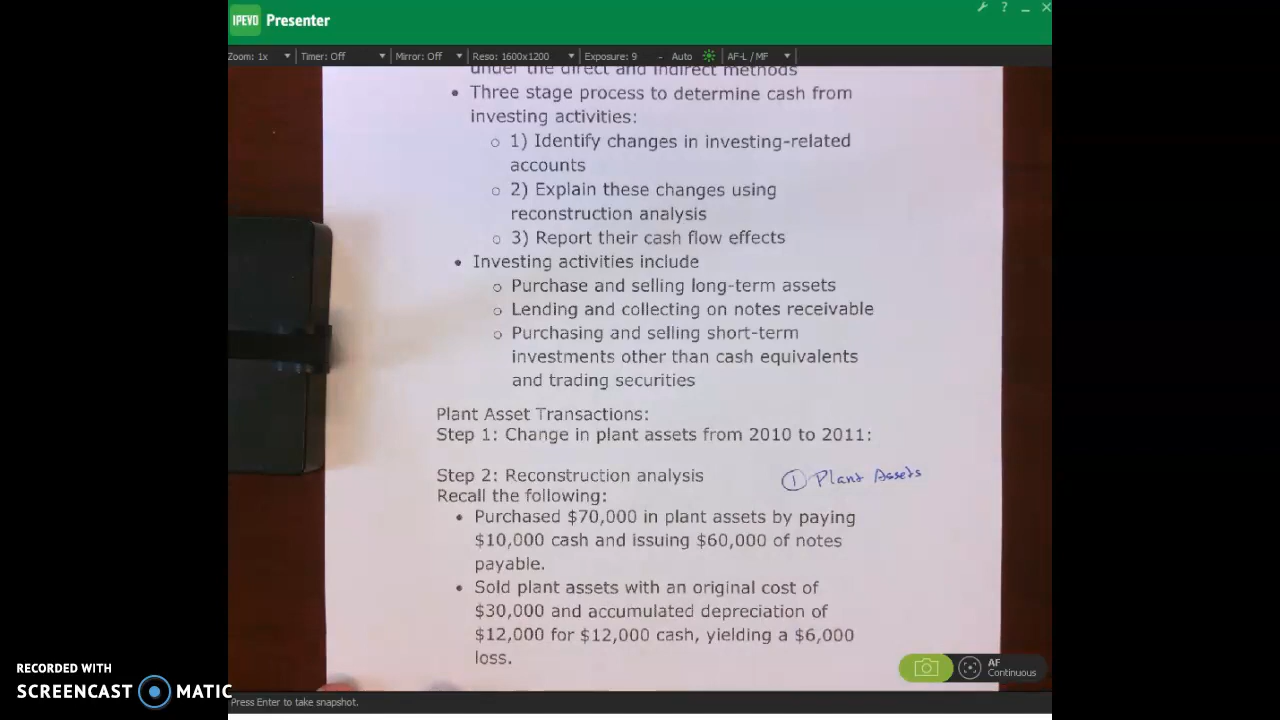 IPEVO Presenter
Zoom: 1x Timer: Off Mirror: Off Reso: 1600x1200 Exposure: 9 - Auto AF-L / MF
under the direct and indirect methods
• Three stage process to determine cash from
investing activities:
o 1) Identify changes in investing-related
accounts
o 2) Explain these changes using
reconstruction analysis
o 3) Report their cash flow effects
• Investing activities include
o Purchase and selling long-term assets
o Lending and collecting on notes receivable
o Purchasing and selling short-term
investments other than cash equivalents
and trading securities
Plant Asset Transactions:
Step 1: Change in plant assets from 2010 to 2011:
Step 2: Reconstruction analysis
① Plant Assets
Recall the following:
• Purchased $70,000 in plant assets by paying
$10,000 cash and issuing $60,000 of notes
payable.
• Sold plant assets with an original cost of
$30,000 and accumulated depreciation of
$12,000 for $12,000 cash, yielding a $6,000
loss.
AF
Continuous
RECORDED WITH
SCREENCAST MATIC
Press Enter to take snapshot.